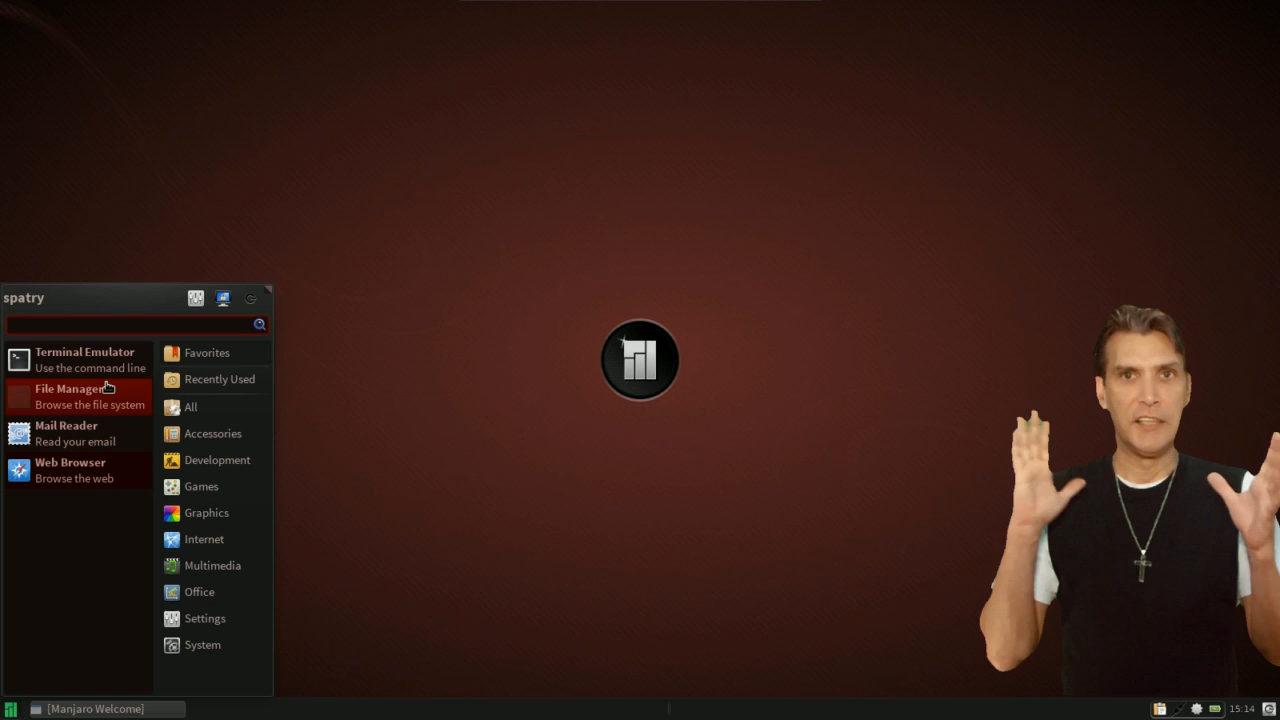 spatry
Terminal Emulator
Use the command line
File Manager
Browse the file system
Mail Reader
Read your email
Web Browser
Browse the web
Favorites
Recently Used
All
Accessories
Development
Games
Graphics
Internet
Multimedia
Office
Settings
System
[Manjaro Welcome]
15:14